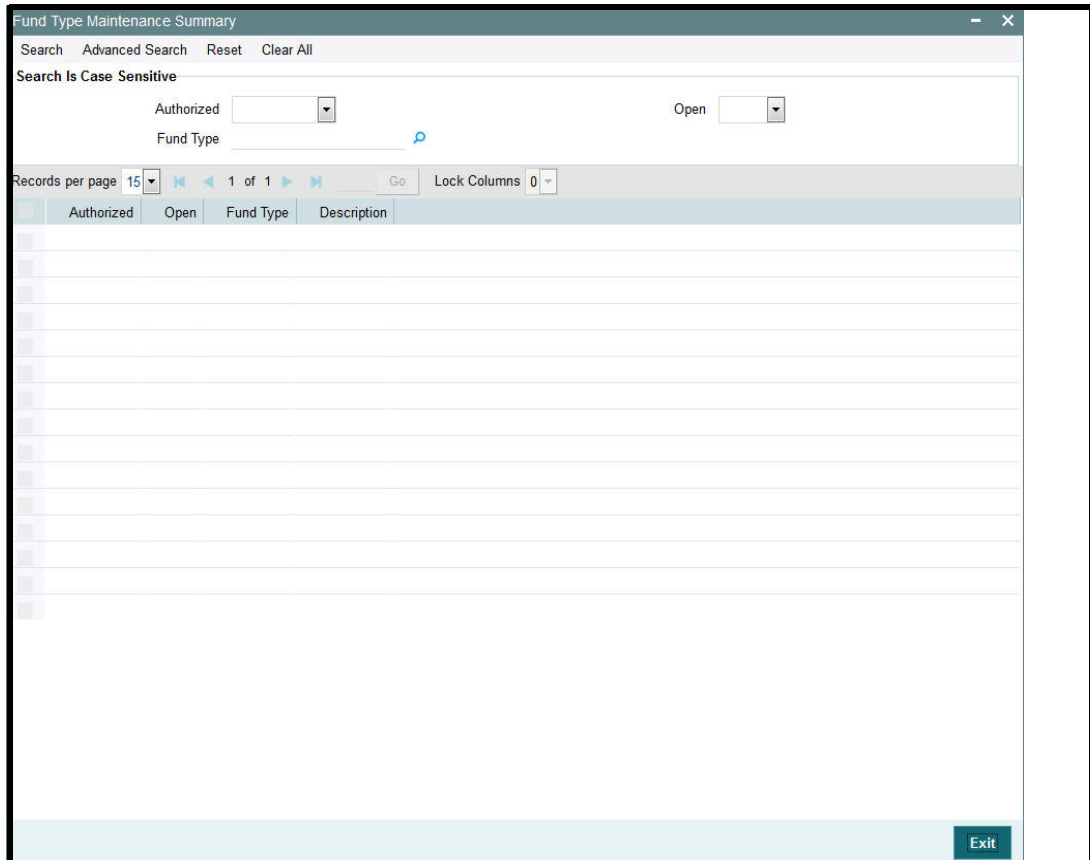 Fund Type Maintenance Summary
Search Advanced Search Reset Clear All
Search Is Case Sensitive
Authorized Open
Fund Type
Records per page 15 1 of 1 Go Lock Columns 0
Authorized Open Fund Type Description
Exit